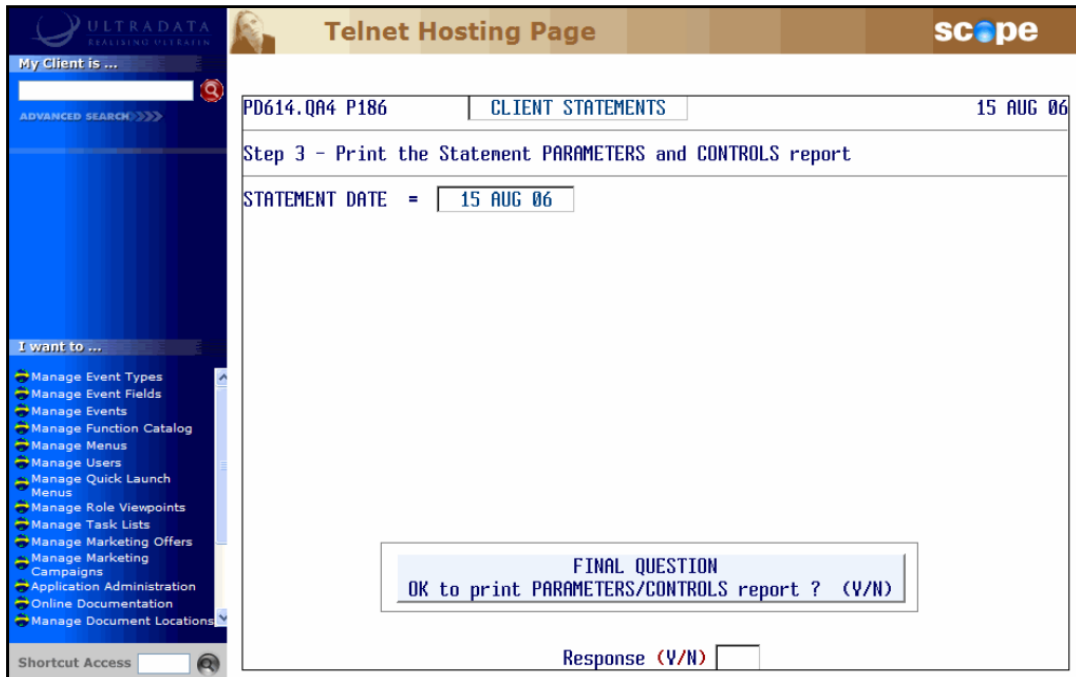 ULTRADATA
Telnet Hosting Page
scope
My Client is ...
ADVANCED SEARCH
PD614.QA4 P186 CLIENT STATEMENTS 15 AUG 06
Step 3 - Print the Statement PARAMETERS and CONTROLS report
STATEMENT DATE = 15 AUG 06
I want to ...
Manage Event Types
Manage Event Fields
Manage Events
Manage Function Catalog
Manage Menus
Manage Users
Manage Quick Launch
Menus
Manage Role Viewpoints
Manage Task Lists
Manage Marketing Offers
Manage Marketing
Campaigns
Application Administration
Online Documentation
Manage Document Locations
FINAL QUESTION
OK to print PARAMETERS/CONTROLS report ? (Y/N)
Response (Y/N)
Shortcut Access